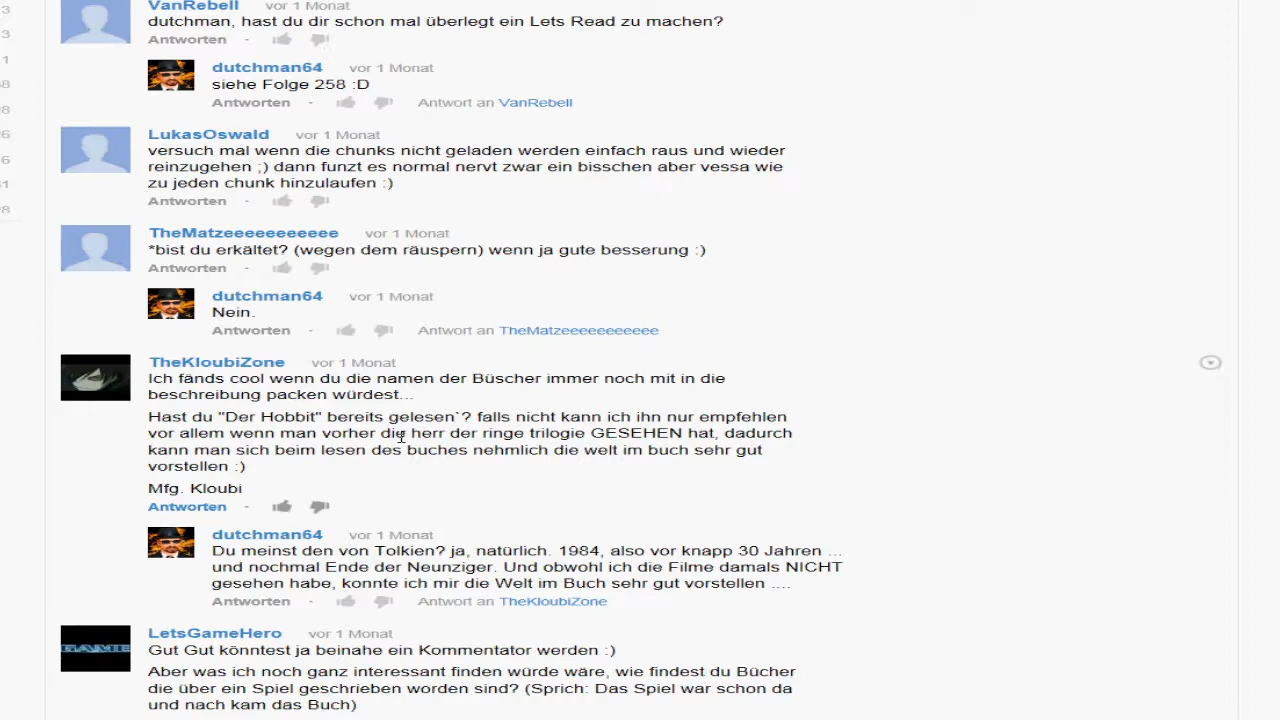 VanRebell vor 1 Monat
dutchman, hast du dir schon mal überlegt ein Lets Read zu machen?
Antworten ·
dutchman64 vor 1 Monat
siehe Folge 258 :D
Antworten · Antwort an VanRebell
LukasOswald vor 1 Monat
versuch mal wenn die chunks nicht geladen werden einfach raus und wieder
reinzugehen ;) dann funzt es normal nervt zwar ein bisschen aber vessa wie
zu jeden chunk hinzulaufen :)
Antworten ·
TheMatzeeeeeeeeeee vor 1 Monat
*bist du erkältet? (wegen dem räuspern) wenn ja gute besserung :)
Antworten ·
dutchman64 vor 1 Monat
Nein.
Antworten · Antwort an TheMatzeeeeeeeeeee
TheKloubiZone vor 1 Monat
Ich fänds cool wenn du die namen der Büscher immer noch mit in die
beschreibung packen würdest...
Hast du "Der Hobbit" bereits gelesen`? falls nicht kann ich ihn nur empfehlen
vor allem wenn man vorher die herr der ringe trilogie GESEHEN hat, dadurch
kann man sich beim lesen des buches nehmlich die welt im buch sehr gut
vorstellen :)
Mfg. Kloubi
Antworten ·
dutchman64 vor 1 Monat
Du meinst den von Tolkien? ja, natürlich. 1984, also vor knapp 30 Jahren ...
und nochmal Ende der Neunziger. Und obwohl ich die Filme damals NICHT
gesehen habe, konnte ich mir die Welt im Buch sehr gut vorstellen ....
Antworten · Antwort an TheKloubiZone
LetsGameHero vor 1 Monat
GAME
Gut Gut könntest ja beinahe ein Kommentator werden :)
Aber was ich noch ganz interessant finden würde wäre, wie findest du Bücher
die über ein Spiel geschrieben worden sind? (Sprich: Das Spiel war schon da
und nach kam das Buch)